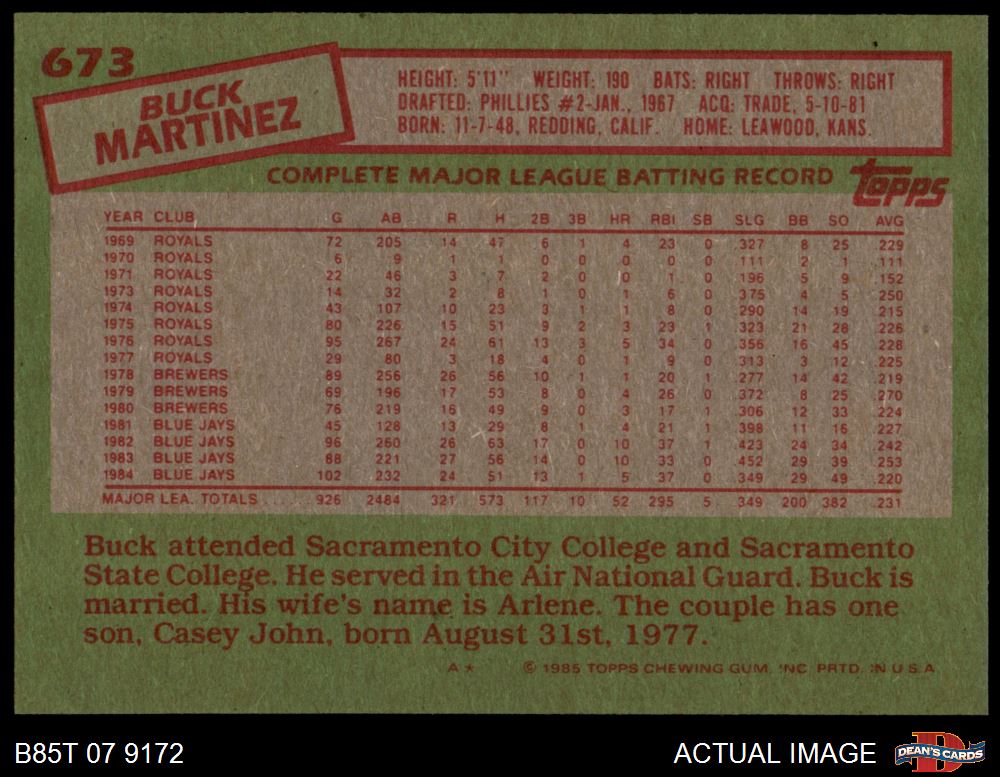 673
BUCK
MARTINEZ
HEIGHT: 5'11" WEIGHT: 190 BATS: RIGHT THROWS: RIGHT
DRAFTED: PHILLIES #2-JAN., 1967 ACQ: TRADE, 5-10-81
BORN: 11-7-48, REDDING, CALIF. HOME: LEAWOOD, KANS.
COMPLETE MAJOR LEAGUE BATTING RECORD
Topps
YEAR CLUB G AB R H 2B 3B HR RBI SB SLG BB SO AVG
1969 ROYALS 72 205 14 47 6 1 4 23 0 .327 8 25 .229
1970 ROYALS 6 9 1 1 0 0 0 0 0 .111 2 1 .111
1971 ROYALS 22 46 3 7 2 0 0 1 0 .196 5 9 .152
1973 ROYALS 14 32 2 8 1 0 1 6 0 .375 4 5 .250
1974 ROYALS 43 107 10 23 3 1 1 8 0 .290 14 19 .215
1975 ROYALS 80 226 15 51 9 2 3 23 1 .323 21 28 .226
1976 ROYALS 95 267 24 61 13 3 5 34 0 .356 16 45 .228
1977 ROYALS 29 80 3 18 4 0 1 9 0 .313 3 12 .225
1978 BREWERS 89 256 26 56 10 1 1 20 1 .277 14 42 .219
1979 BREWERS 69 196 17 53 8 0 4 26 0 .372 8 25 .270
1980 BREWERS 76 219 16 49 9 0 3 17 1 .306 12 33 .224
1981 BLUE JAYS 45 128 13 29 8 1 4 21 1 .398 11 16 .227
1982 BLUE JAYS 96 260 26 63 17 0 10 37 1 .423 24 34 .242
1983 BLUE JAYS 88 221 27 56 14 0 10 33 0 .452 29 39 .253
1984 BLUE JAYS 102 232 24 51 13 1 5 37 0 .349 29 49 .220
MAJOR LEA. TOTALS ..... 926 2484 321 573 117 10 52 295 5 .349 200 382 .231
Buck attended Sacramento City College and Sacramento
State College. He served in the Air National Guard. Buck is
married. His wife's name is Arlene. The couple has one
son, Casey John, born August 31st, 1977.
A* © 1985 TOPPS CHEWING GUM, INC. PRTD. IN U.S.A.
B85T 07 9172
ACTUAL IMAGE
D
DEAN'S CARDS